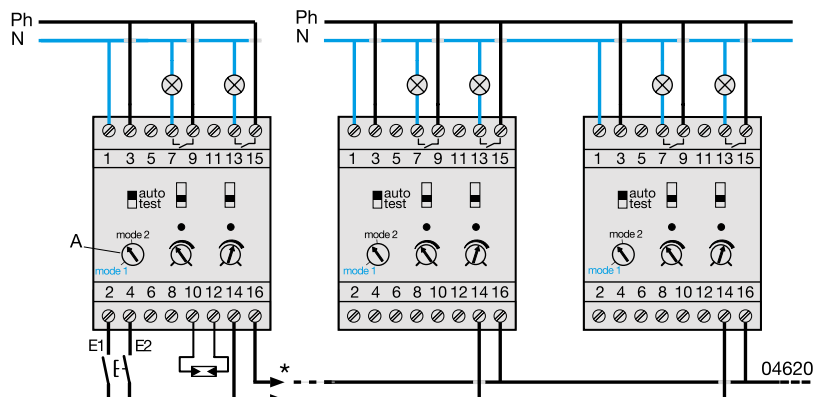 Ph Ph
N N
1 3 5 7 9 11 13 15 1 3 5 7 9 11 13 15 1 3 5 7 9 11 13 15
auto auto auto
test test test
mode 2 mode 2 mode 2
A
mode 1 mode 1 mode 1
2 4 6 8 10 12 14 16 2 4 6 8 10 12 14 16 2 4 6 8 10 12 14 16
E1 E2
* 04620